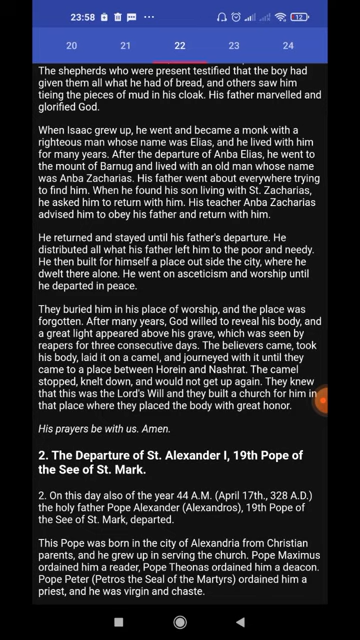 23:58
12
20 21 22 23 24
The shepherds who were present testified that the boy had
given them all what he had of bread, and others saw him
tieing the pieces of mud in his cloak. His father marvelled and
glorified God.
When Isaac grew up, he went and became a monk with a
righteous man whose name was Elias, and he lived with him
for many years. After the departure of Anba Elias, he went to
the mount of Barnug and lived with an old man whose name
was Anba Zacharias. His father went about everywhere trying
to find him. When he found his son living with St. Zacharias,
he asked him to return with him. His teacher Anba Zacharias
advised him to obey his father and return with him.
He returned and stayed until his father's departure. He
distributed all what his father left him to the poor and needy.
He then built for himself a place out side the city, where he
dwelt there alone. He went on asceticism and worship until
he departed in peace.
They buried him in his place of worship, and the place was
forgotten. After many years, God willed to reveal his body, and
a great light appeared above his grave, which was seen by
reapers for three consecutive days. The believers came, took
his body, laid it on a camel, and journeyed with it until they
came to a place between Horein and Nashrat. The camel
stopped, knelt down, and would not get up again. They knew
that this was the Lord's Will and they built a church for him in
that place where they placed the body with great honor.
His prayers be with us. Amen.
2. The Departure of St. Alexander I, 19th Pope of
the See of St. Mark.
2. On this day also of the year 44 A.M. (April 17th., 328 A.D.)
the holy father Pope Alexander (Alexandros), 19th Pope of
the See of St. Mark, departed.
This Pope was born in the city of Alexandria from Christian
parents, and he grew up in serving the church. Pope Maximus
ordained him a reader, Pope Theonas ordained him a deacon.
Pope Peter (Petros the Seal of the Martyrs) ordained him a
priest, and he was virgin and chaste.